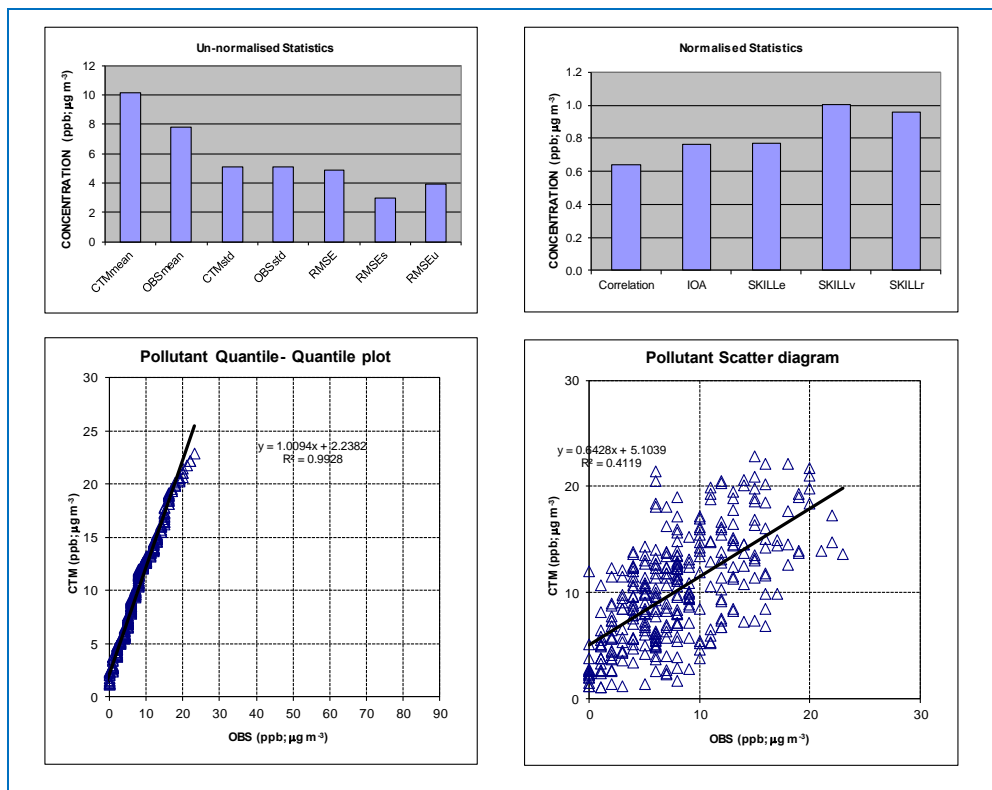 Un-normalised Statistics
CONCENTRATION (ppb; µg m-3)
12
10
8
6
4
2
0
CTMmean
OBSmean
CTMstd
OBSstd
RMSE
RMSEs
RMSEu
Normalised Statistics
CONCENTRATION (ppb; µg m-3)
1.2
1.0
0.8
0.6
0.4
0.2
0.0
Correlation IOA SKILLe SKILLv SKILLr
Pollutant Quantile- Quantile plot
CTM (ppb; µg m-3)
30
25
20
15
10
5
0
y = 1.0094x + 2.2382
R² = 0.9928
0 10 20 30 40 50 60 70 80 90
OBS (ppb; µg m-3)
Pollutant Scatter diagram
CTM (ppb; µg m-3)
30
20
10
0
y = 0.6428x + 5.1039
R² = 0.4119
0 10 20 30
OBS (ppb; µg m-3)